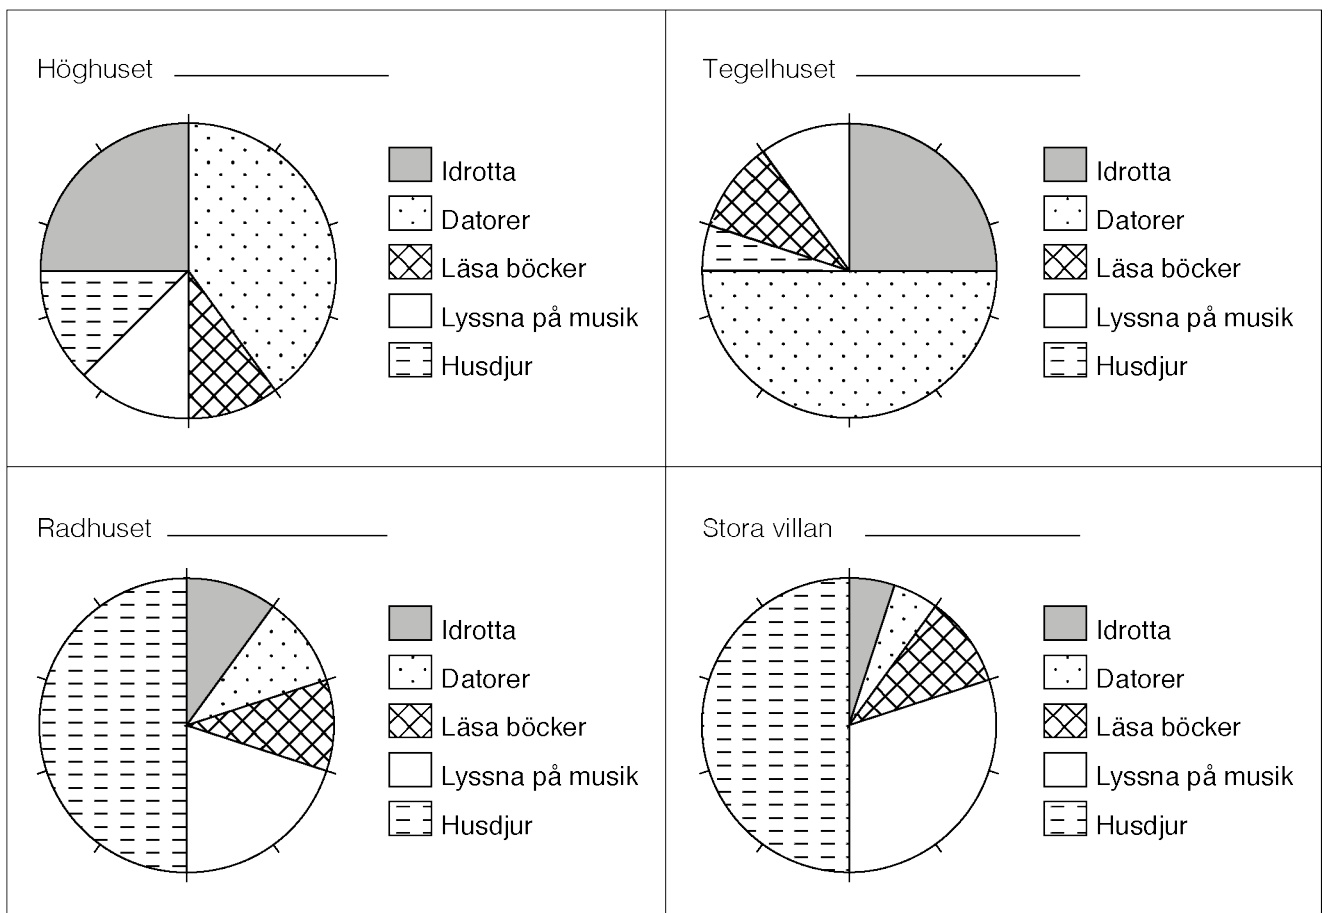 Höghuset
Idrotta
Datorer
Läsa böcker
Lyssna på musik
Husdjur
Tegelhuset
Idrotta
Datorer
Läsa böcker
Lyssna på musik
Husdjur
Radhuset
Idrotta
Datorer
Läsa böcker
Lyssna på musik
Husdjur
Stora villan
Idrotta
Datorer
Läsa böcker
Lyssna på musik
Husdjur